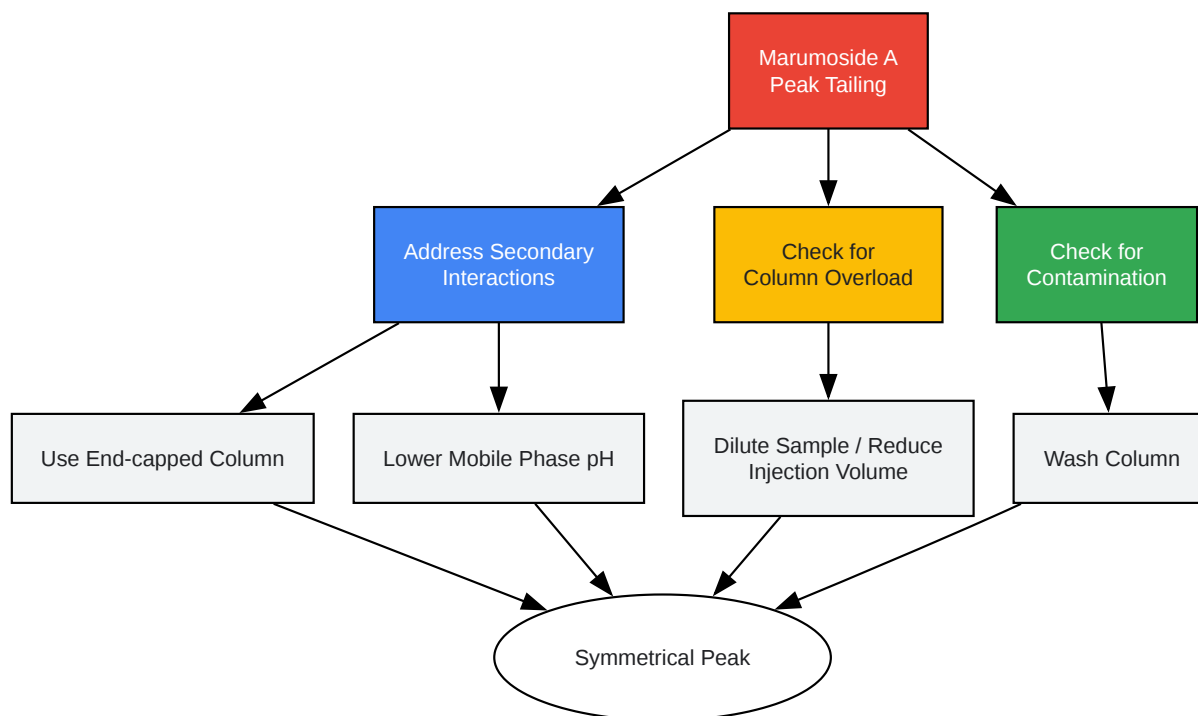 Marumoside A
Peak Tailing
Address Secondary
Interactions
Check for
Column Overload
Check for
Contamination
Use End-capped Column
Lower Mobile Phase pH
Dilute Sample / Reduce
Injection Volume
Wash Column
Symmetrical Peak